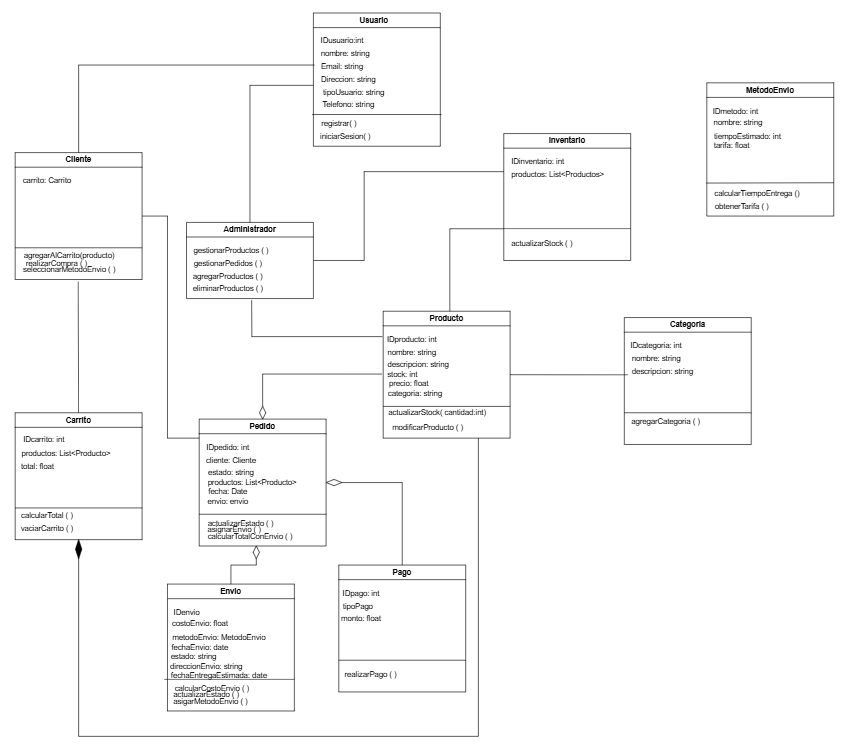 Usuario
IDusuario:int
nombre: string
Email: string
Direccion: string
tipoUsuario: string
Telefono: string
registrar( )
iniciarSesion( )
MetodoEnvio
IDmetodo: int
nombre: string
tiempoEstimado: int
tarifa: float
calcularTiempoEntrega ()
obtenerTarifa ( )
Inventario
IDinventario: int
productos: List<Productos>
actualizarStock ( )
Cliente
carrito: Carrito
agregarAlCarrito(producto)
realizarCompra ( )
seleccionarMetodoEnvio ( )
Administrador
gestionarProductos ( )
gestionarPedidos ( )
agregarProductos ( )
eliminarProductos ( )
Producto
IDproducto: int
nombre: string
descripcion: string
stock: int
precio: float
categoria: string
actualizarStock( cantidad:int)
modificarProducto ( )
Categoria
IDcategoria: int
nombre: string
descripcion: string
agregarCategoria ( )
Carrito
IDcarrito: int
productos: List<Producto>
total: float
calcularTotal ( )
vaciarCarrito ( )
Pedido
IDpedido: int
cliente: Cliente
estado: string
productos: List<Producto>
fecha: Date
envio: envio
actualizarEstado ( )
asignarEnvio ( )
calcularTotalConEnvio ( )
Envio
IDenvio
costoEnvio: float
metodoEnvio: MetodoEnvio
fechaEnvio: date
estado: string
direccionEnvio: string
fechaEntregaEstimada: date
calcularCostoEnvio ( )
actualizarEstado ( )
asigarMetodoEnvio ( )
Pago
IDpago: int
tipoPago
monto: float
realizarPago ( )